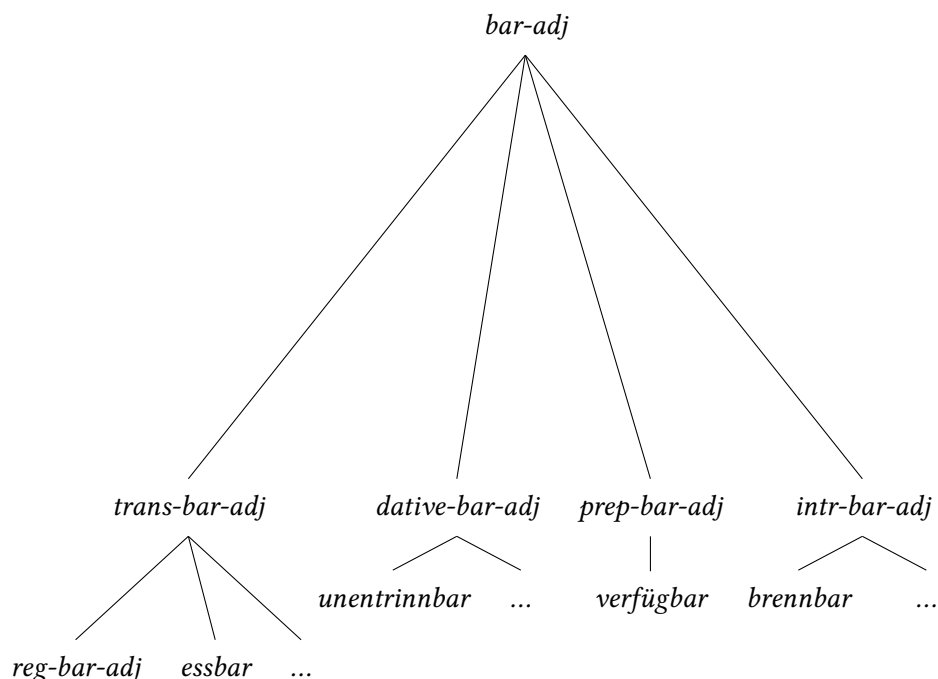 bar-adj
trans-bar-adj dative-bar-adj prep-bar-adj intr-bar-adj
unentrinnbar ... verfügbar brennbar ...
reg-bar-adj essbar ...